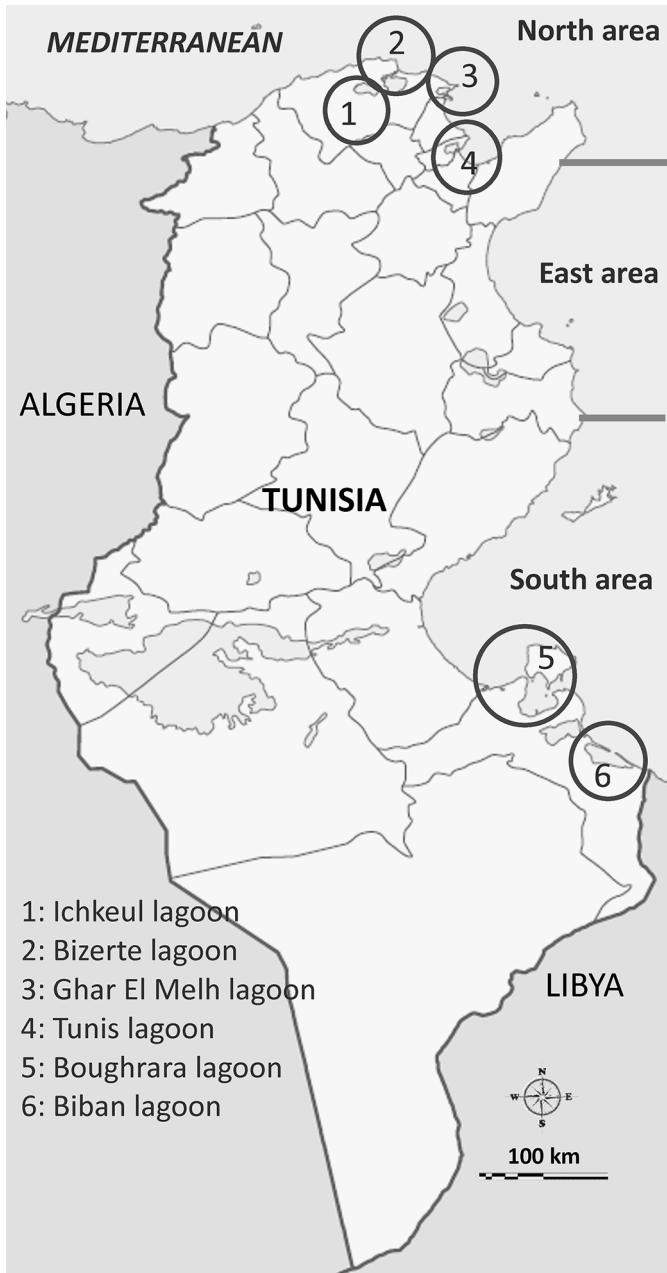 MEDITERRANEAN
North area
2
3
1
4
East area
ALGERIA
TUNISIA
South area
5
6
1: Ichkeul lagoon
2: Bizerte lagoon
3: Ghar El Melh lagoon
4: Tunis lagoon
5: Boughrara lagoon
6: Biban lagoon
LIBYA
N
W E
S
100 km